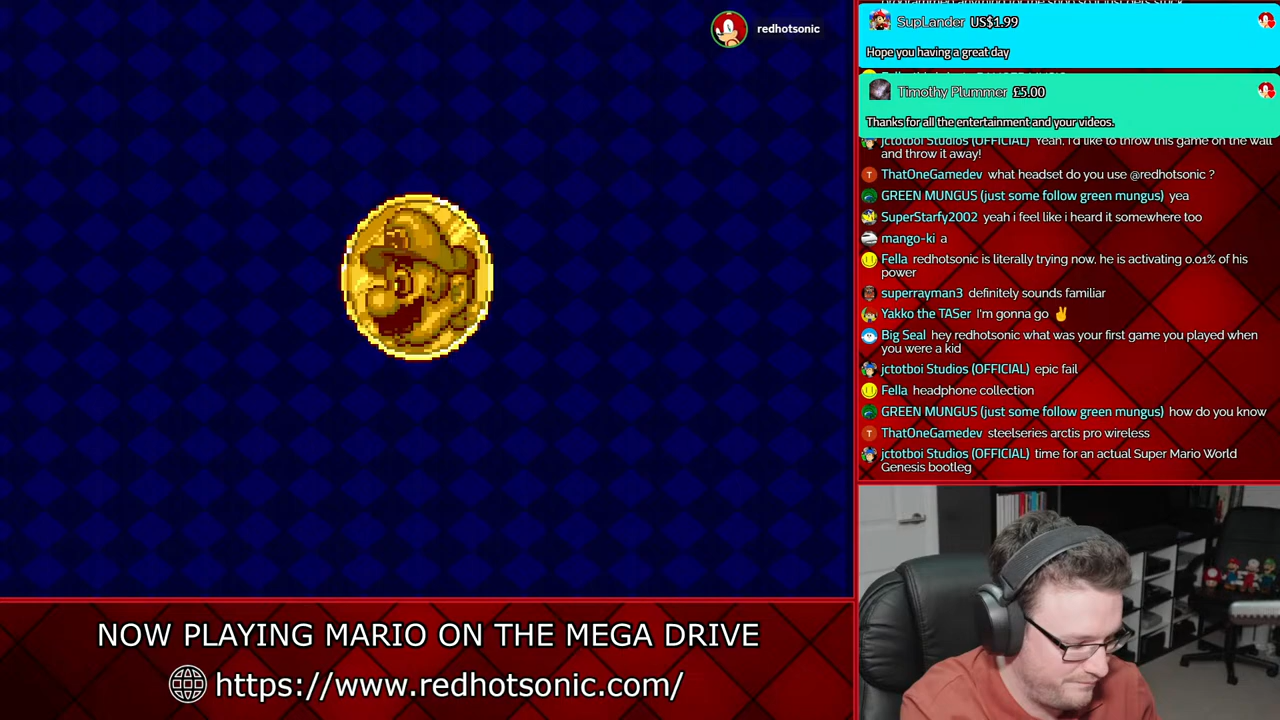 redhotsonic
SupLander US$1.99
Hope you having a great day
Timothy Plummer £5.00
Thanks for all the entertainment and your videos.
jctotboi Studios (OFFICIAL) Yeah, I'd like to throw this game on the wall
and throw it away!
ThatOneGamedev what headset do you use @redhotsonic ?
GREEN MUNGUS (just some follow green mungus) yea
SuperStarfy2002 yeah i feel like i heard it somewhere too
mango-ki a
Fella redhotsonic is literally trying now, he is activating 0.01% of his
power
superrayman3 definitely sounds familiar
Yakko the TASer I'm gonna go ✌
Big Seal hey redhotsonic what was your first game you played when
you were a kid
jctotboi Studios (OFFICIAL) epic fail
Fella headphone collection
GREEN MUNGUS (just some follow green mungus) how do you know
ThatOneGamedev steelseries arctis pro wireless
jctotboi Studios (OFFICIAL) time for an actual Super Mario World
Genesis bootleg
NOW PLAYING MARIO ON THE MEGA DRIVE
https://www.redhotsonic.com/